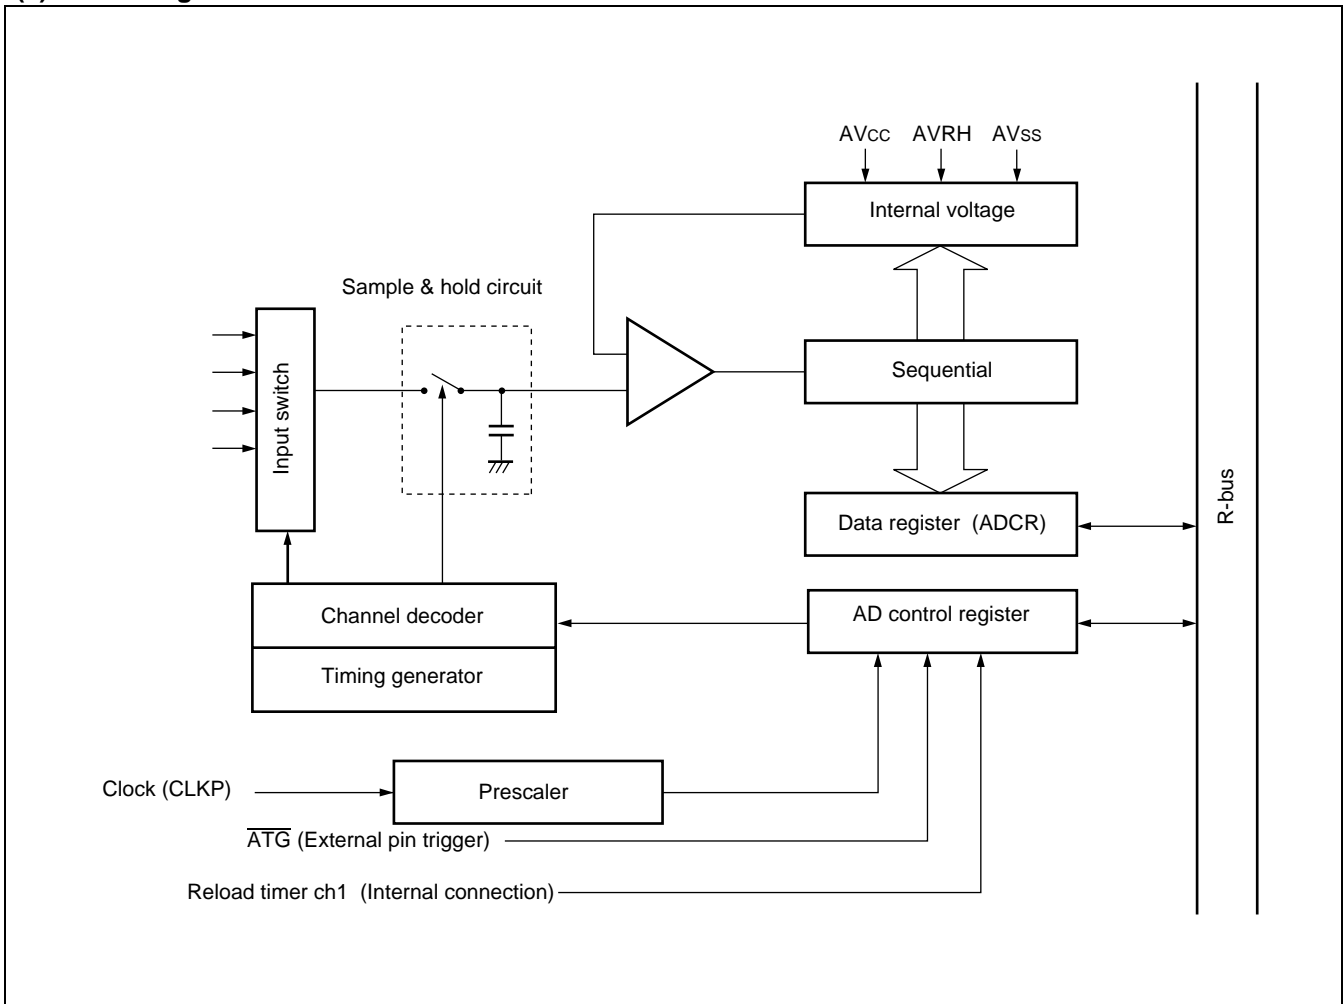 AVCC AVRH AVSS
Internal voltage
Sample & hold circuit
Input switch
Sequential
R-bus
Data register (ADCR)
Channel decoder
AD control register
Timing generator
Clock (CLKP)
Prescaler
ATG (External pin trigger)
Reload timer ch1 (Internal connection)